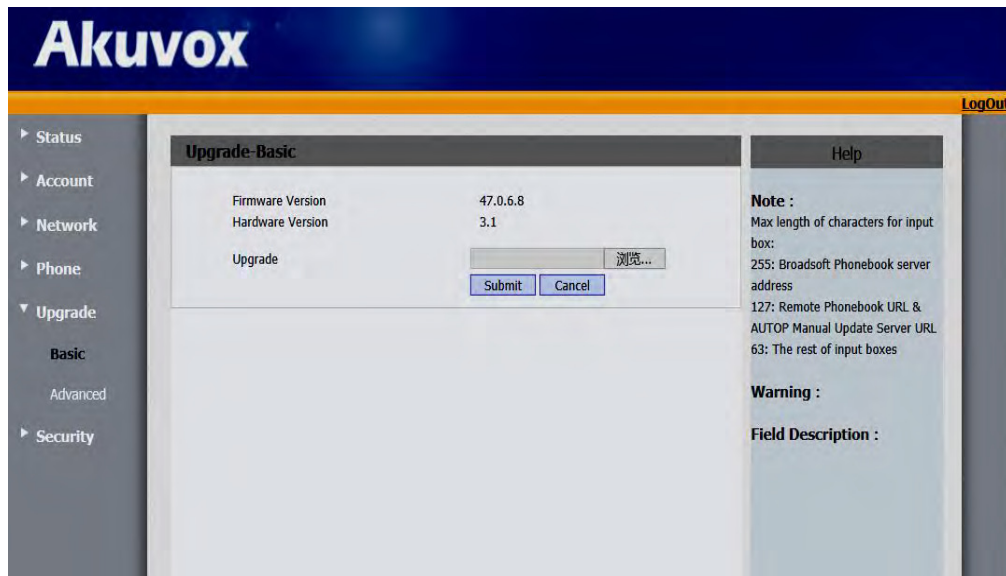 Akuvox
LogOut
Status
Account
Network
Phone
Upgrade
Basic
Advanced
Security
Upgrade-Basic
Firmware Version 47.0.6.8
Hardware Version 3.1
Upgrade 浏览...
Submit Cancel
Help
Note :
Max length of characters for input
box:
255: Broadsoft Phonebook server
address
127: Remote Phonebook URL &
AUTOP Manual Update Server URL
63: The rest of input boxes
Warning :
Field Description :